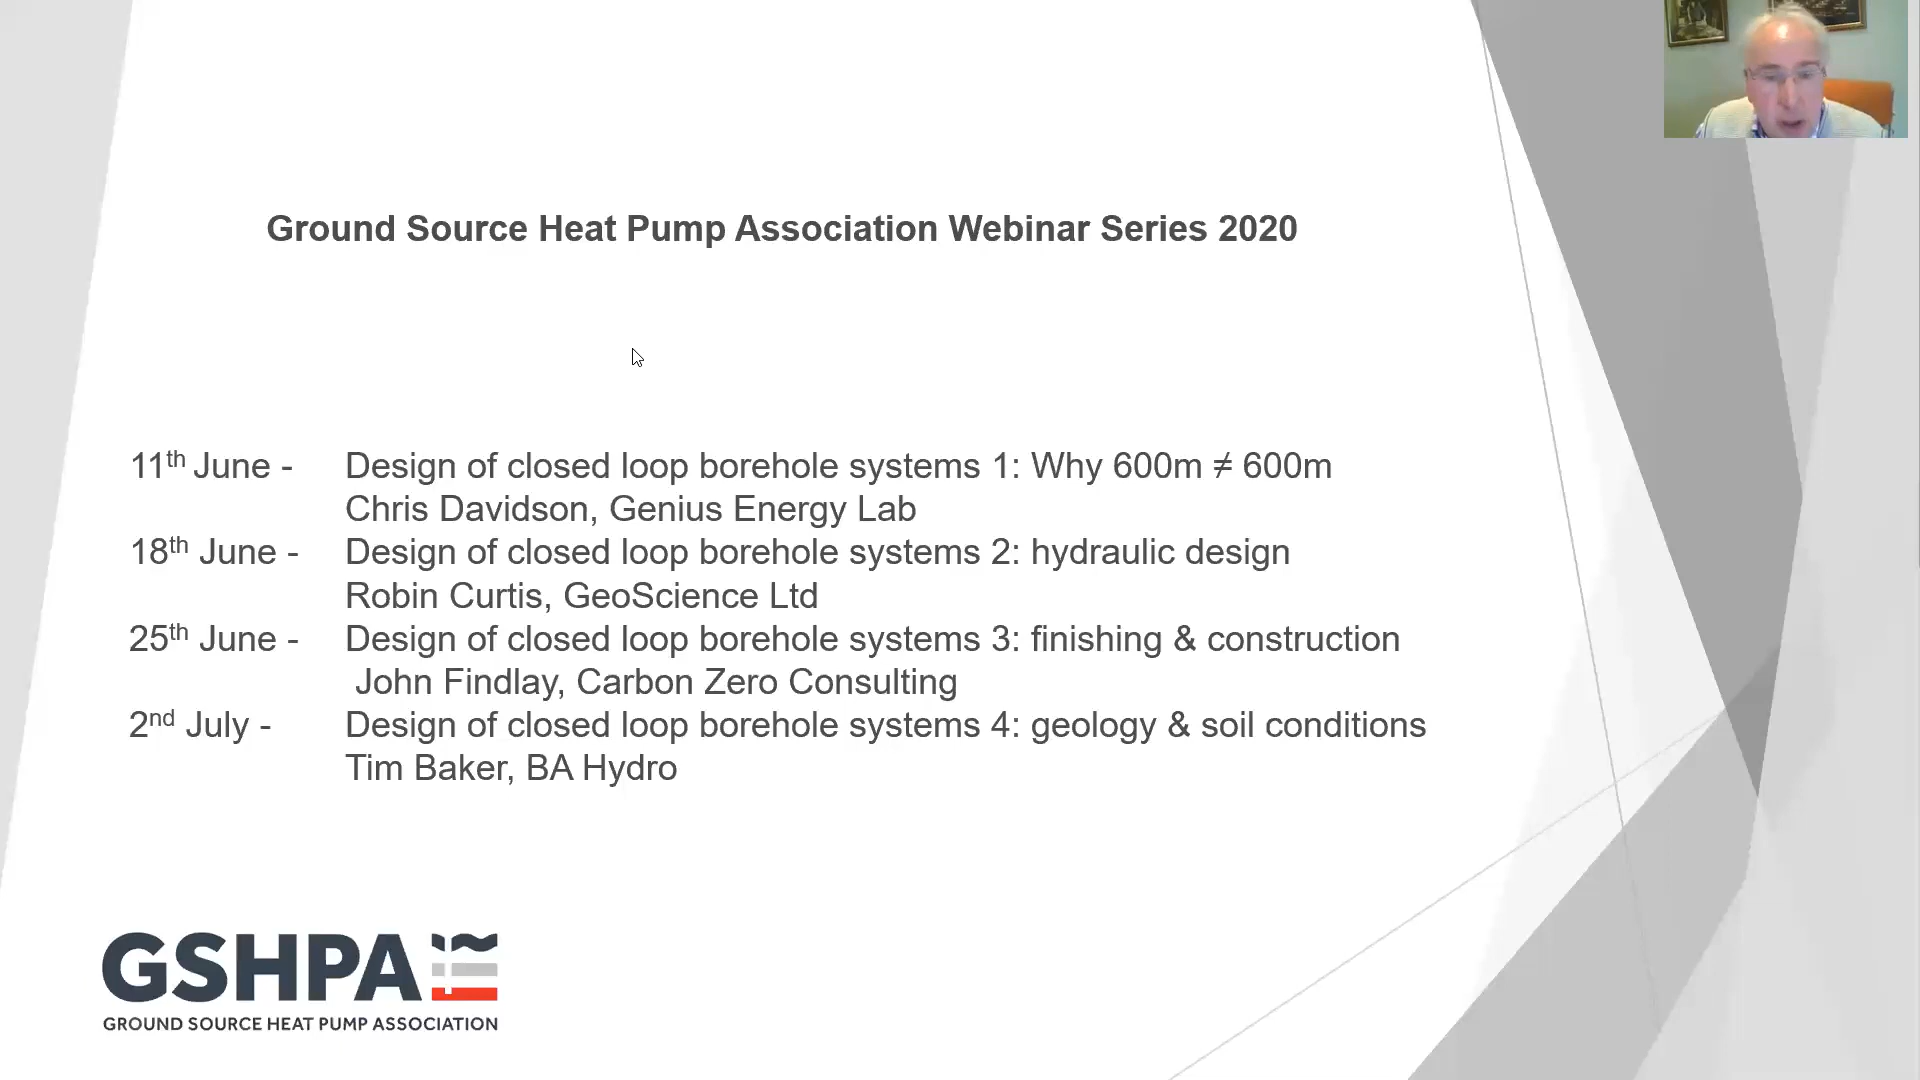 Ground Source Heat Pump Association Webinar Series 2020
11th June - Design of closed loop borehole systems 1: Why 600m ≠ 600m
Chris Davidson, Genius Energy Lab
18th June - Design of closed loop borehole systems 2: hydraulic design
Robin Curtis, GeoScience Ltd
25th June - Design of closed loop borehole systems 3: finishing & construction
John Findlay, Carbon Zero Consulting
2nd July - Design of closed loop borehole systems 4: geology & soil conditions
Tim Baker, BA Hydro
GSHPA
GROUND SOURCE HEAT PUMP ASSOCIATION